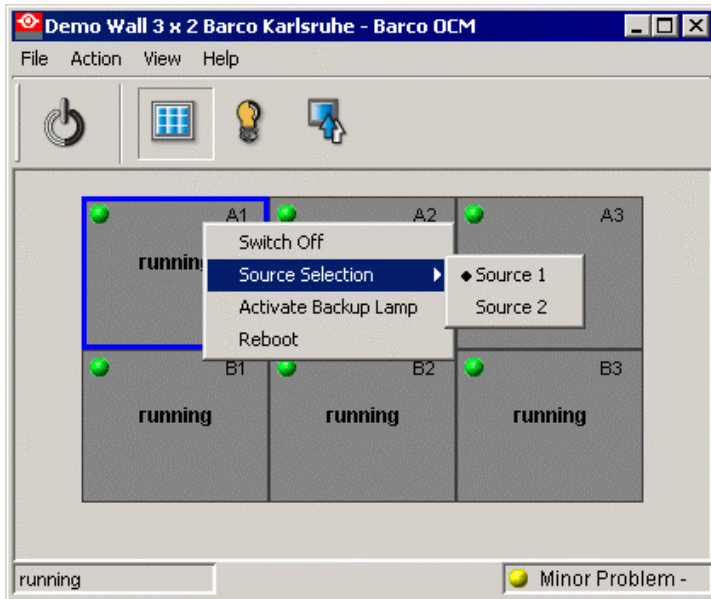 Demo Wall 3 x 2 Barco Karlsruhe - Barco OCM
File Action View Help
A1 A2 A3
running
Switch Off
Source Selection
Activate Backup Lamp
Reboot
Source 1
Source 2
B1 B2 B3
running running running
running
Minor Problem -